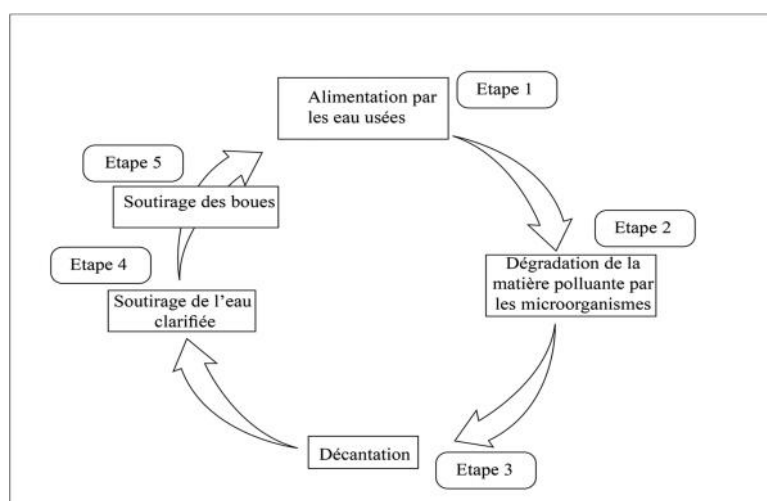 Alimentation par
les eau usées
Etape 1
Etape 2
Dégradation de la
matière polluante par
les microorganismes
Etape 3
Décantation
Etape 4
Soutirage de l'eau
clarifiée
Etape 5
Soutirage des boues